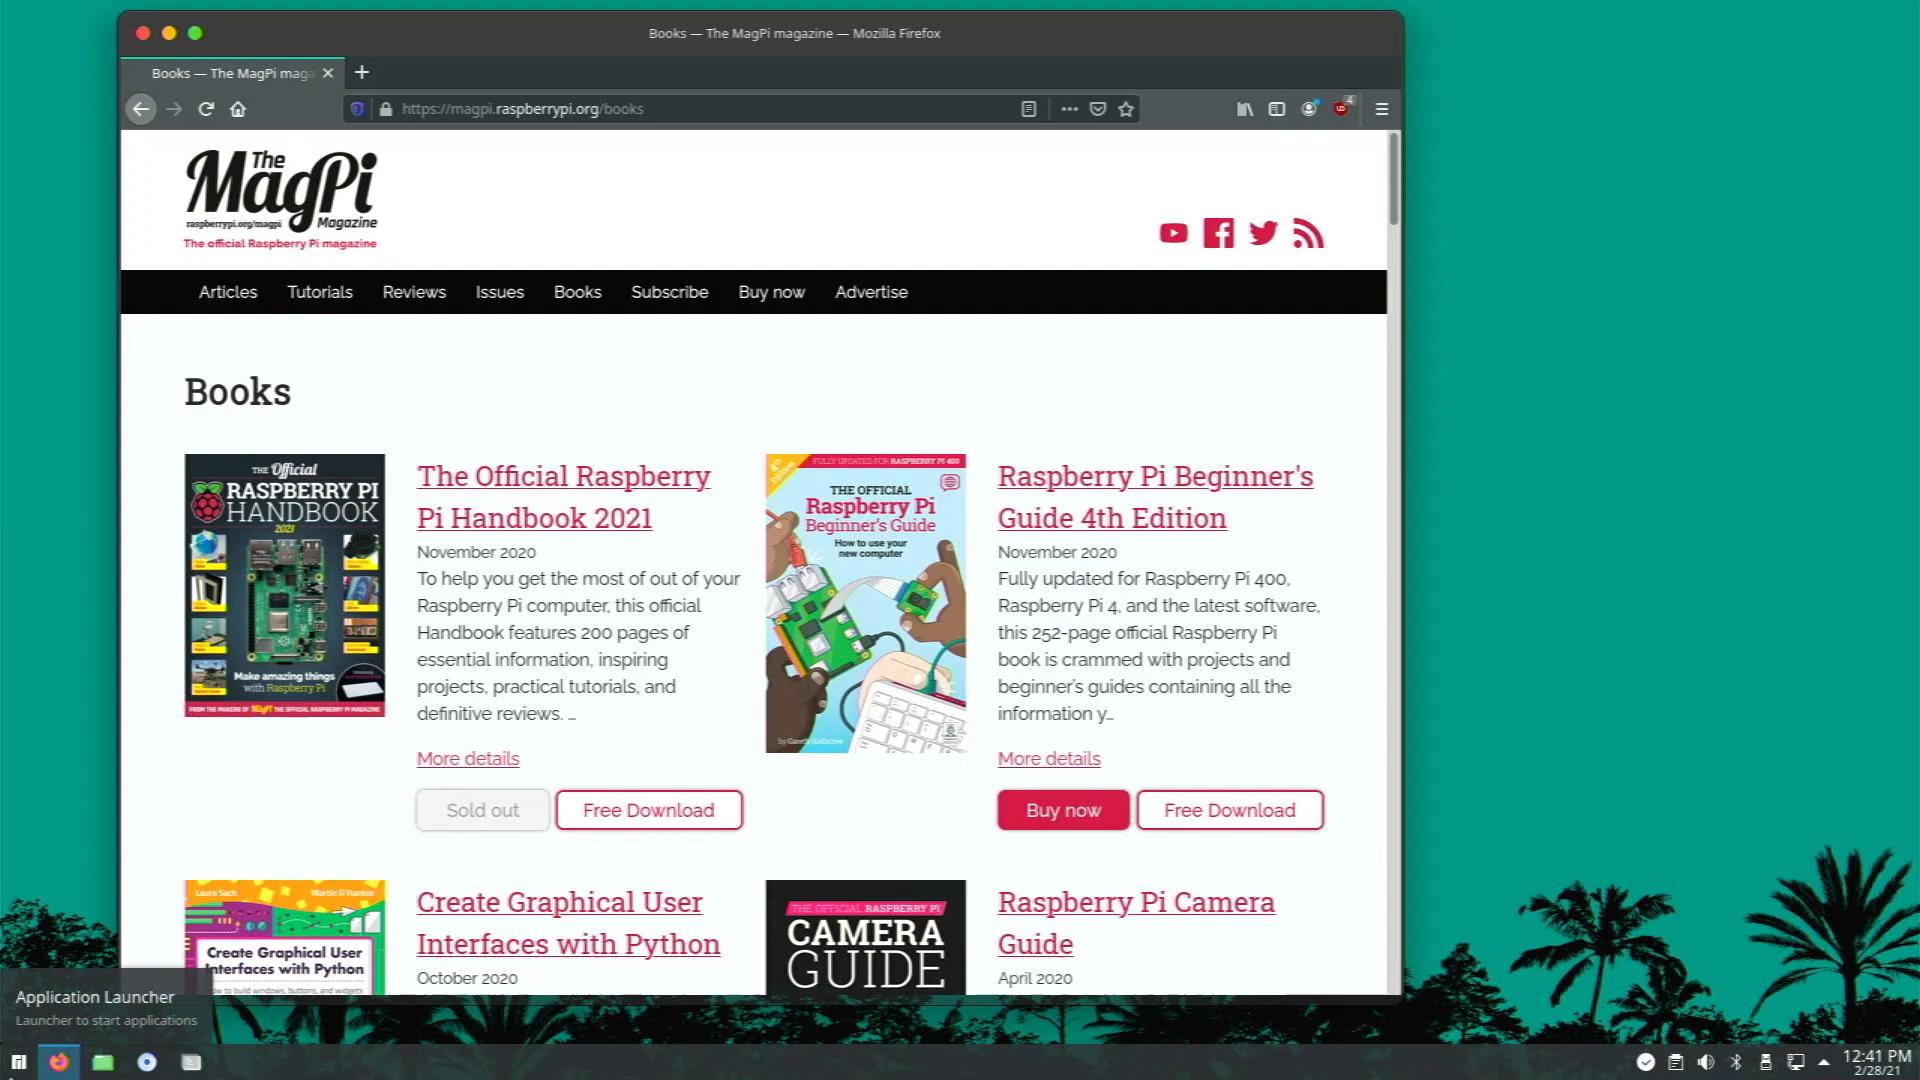 Books — The MagPi magazine — Mozilla Firefox
Books — The MagPi maga
https://magpi.raspberrypi.org/books
4
The
MagPi
raspberrypi.org/magpi Magazine
The official Raspberry Pi magazine
Articles Tutorials Reviews Issues Books Subscribe Buy now Advertise
Books
THE Official
RASPBERRY PI
HANDBOOK
2021
Make amazing things
with Raspberry Pi
FROM THE MAKERS OF MagPi THE OFFICIAL RASPBERRY PI MAGAZINE
The Official Raspberry
Pi Handbook 2021
November 2020
To help you get the most of out of your
Raspberry Pi computer, this official
Handbook features 200 pages of
essential information, inspiring
projects, practical tutorials, and
definitive reviews. …
More details
Sold out Free Download
4th Edition
FULLY UPDATED FOR RASPBERRY PI 400
THE OFFICIAL
Raspberry Pi
Beginner's Guide
How to use your
new computer
by Gareth Halfacree
Raspberry Pi Beginner's
Guide 4th Edition
November 2020
Fully updated for Raspberry Pi 400,
Raspberry Pi 4, and the latest software,
this 252-page official Raspberry Pi
book is crammed with projects and
beginner's guides containing all the
information y…
More details
Buy now Free Download
Laura Sach Martin O'Hanlon
Create Graphical User
Interfaces with Python
How to build windows, buttons, and widgets
Create Graphical User
Interfaces with Python
October 2020
THE OFFICIAL RASPBERRY PI
CAMERA
GUIDE
Raspberry Pi Camera
Guide
April 2020
Application Launcher
Launcher to start applications
12:41 PM
2/28/21